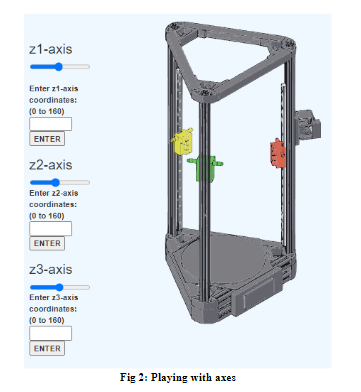 z1-axis
Enter z1-axis
coordinates:
(0 to 160)
ENTER
z2-axis
Enter z2-axis
coordinates:
(0 to 160)
ENTER
z3-axis
Enter z3-axis
coordinates:
(0 to 160)
ENTER
Fig 2: Playing with axes